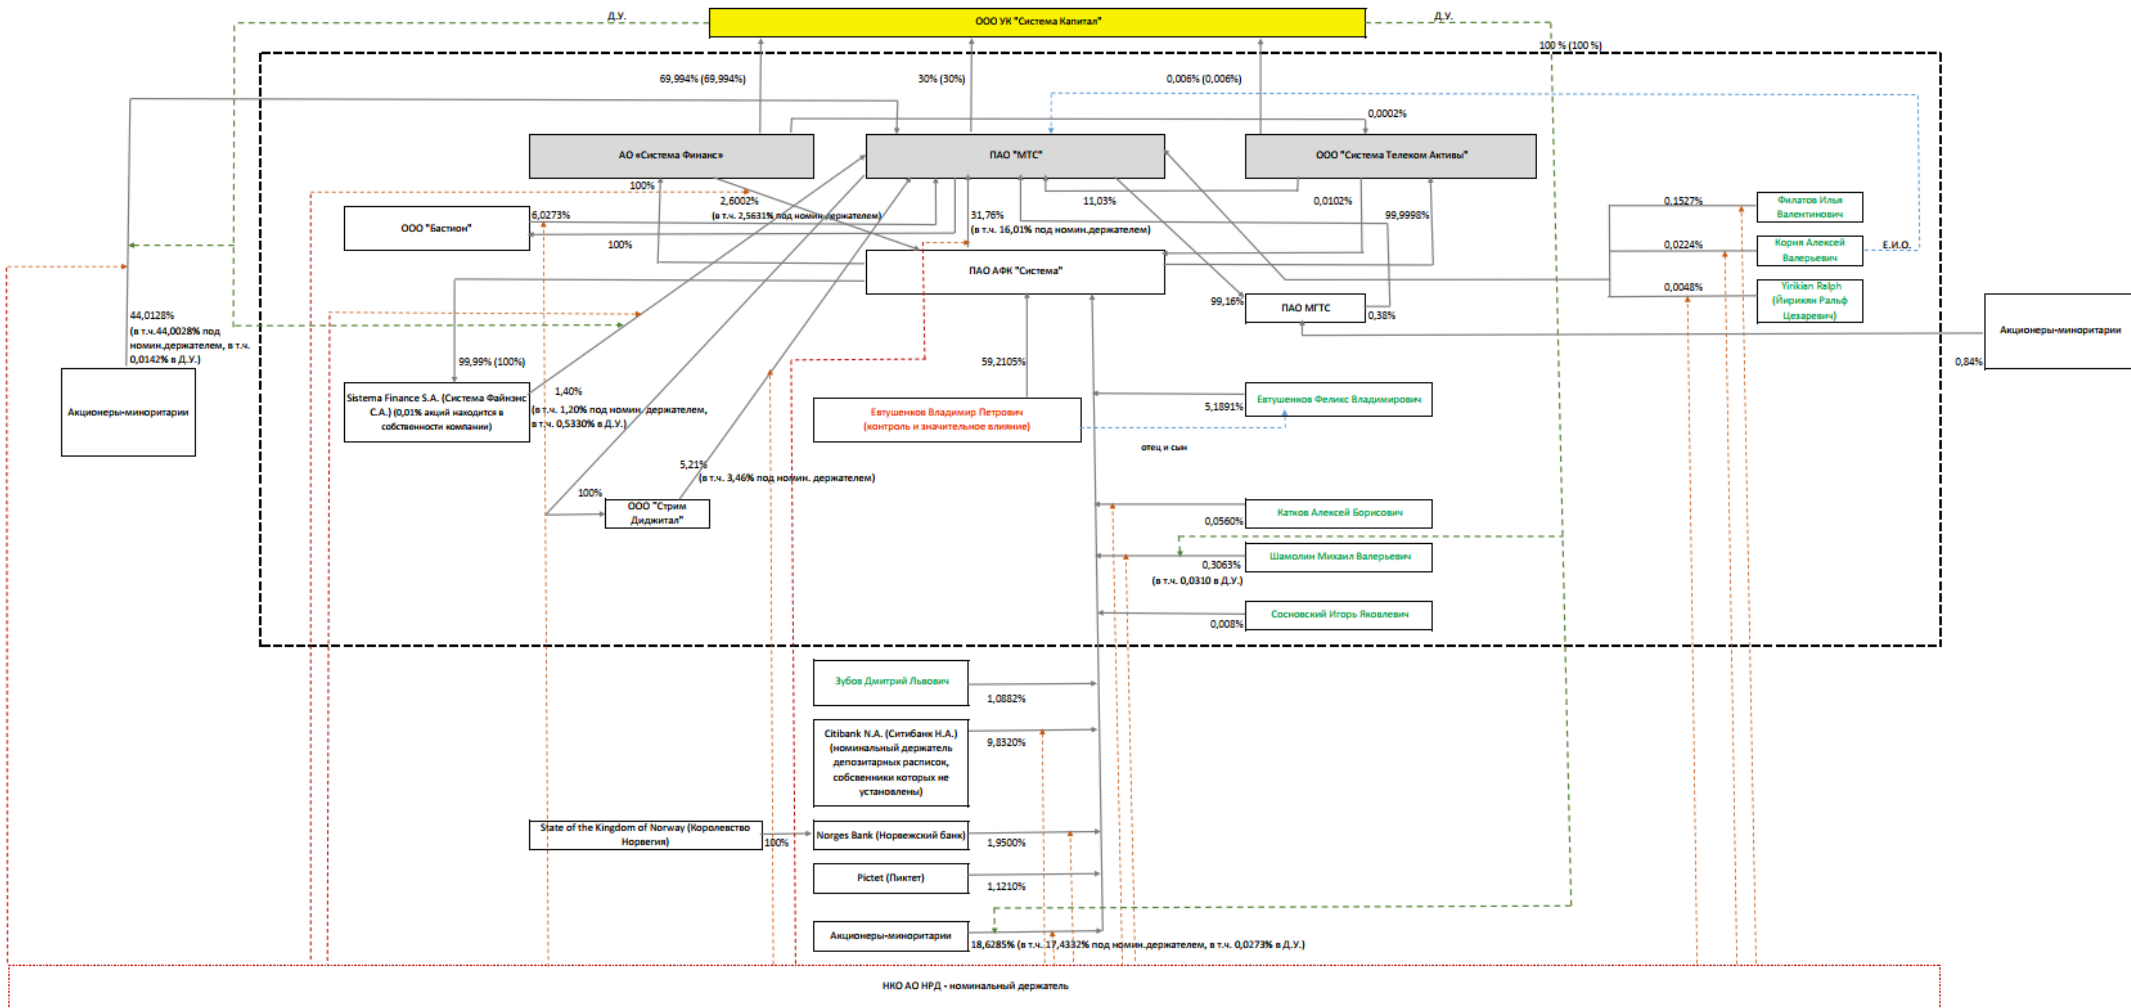 Д.У.
ООО УК "Система Капитал"
Д.У.
100 % (100 %)
69,994% (69,994%)
30% (30%)
0,006% (0,006%)
0,0002%
АО «Система Финанс»
ПАО "МТС"
ООО "Система Телеком Активы"
100%
2,6002%
(в т.ч. 2,5631% под номин.держателем)
11,03%
0,0102%
99,9998%
0,1527%
Филатов Илья
Валентинович
ООО "Бастион"
6,0273%
100%
31,76%
(в т.ч. 16,01% под номин.держателем)
0,0224%
Корня Алексей
Валерьевич
Е.И.О.
ПАО АФК "Система"
0,0048%
Yirikian Ralph
(Йирикян Ральф
Цезаревич)
99,16%
ПАО МГТС
0,38%
44,0128%
(в т.ч.44,0028% под
номин.держателем, в т.ч.
0,0142% в Д.У.)
Акционеры-миноритарии
0,84%
99,99% (100%)
59,2105%
Акционеры-миноритарии
Sistema Finance S.A. (Система Файнэнс
С.А.) (0,01% акций находится в
собственности компании)
1,40%
(в т.ч. 1,20% под номин. держателем,
в т.ч. 0,5330% в Д.У.)
Евтушенков Владимир Петрович
(контроль и значительное влияние)
5,1891%
Евтушенков Феликс Владимирович
отец и сын
5,21%
(в т.ч. 3,46% под номин. держателем)
100%
ООО "Стрим
Диджитал"
0,0560%
Катков Алексей Борисович
Шамолин Михаил Валерьевич
0,3063%
(в т.ч. 0,0310 в Д.У.)
Сосновский Игорь Яковлевич
0,008%
Зубов Дмитрий Львович
1,0882%
Citibank N.A. (Ситибанк Н.А.)
(номинальный держатель
депозитарных расписок,
собсвенники которых не
установлены)
9,8320%
State of the Kingdom of Norway (Королевство
Норвегия)
100%
Norges Bank (Норвежский банк)
1,9500%
Pictet (Пиктет)
1,1210%
Акционеры-миноритарии
18,6285% (в т.ч. 17,4332% под номин.держателем, в т.ч. 0,0273% в Д.У.)
НКО АО НРД - номинальный держатель